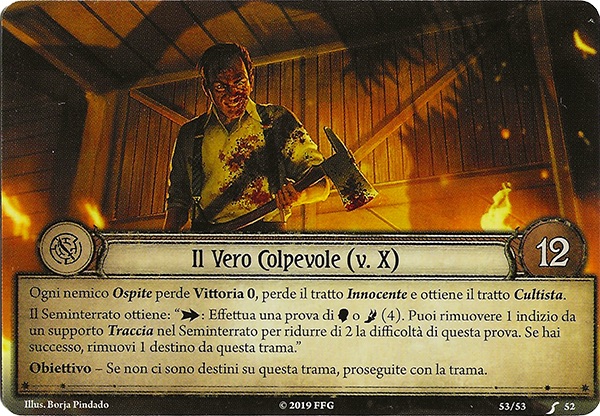 Il Vero Colpevole (v. X)
12
Ogni nemico Ospite perde Vittoria 0, perde il tratto Innocente e ottiene il tratto Cultista.
Il Seminterrato ottiene: “➨: Effettua una prova di o (4). Puoi rimuovere 1 indizio da
un supporto Traccia nel Seminterrato per ridurre di 2 la difficoltà di questa prova. Se hai
successo, rimuovi 1 destino da questa trama.”
Obiettivo – Se non ci sono destini su questa trama, proseguite con la trama.
Illus. Borja Pindado
© 2019 FFG
53/53
52